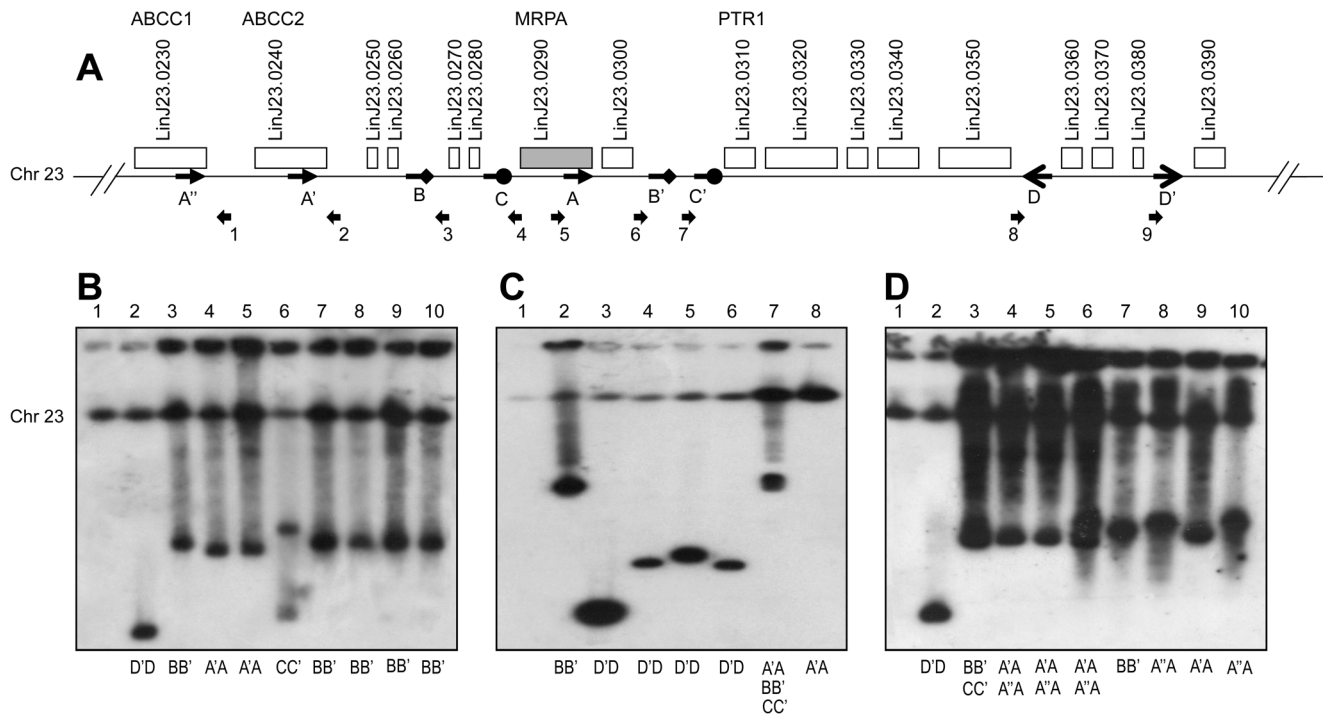 ABCC1 ABCC2 MRPA PTR1
A
LinJ23.0230 LinJ23.0240 LinJ23.0250 LinJ23.0260 LinJ23.0270 LinJ23.0280 LinJ23.0290 LinJ23.0300 LinJ23.0310 LinJ23.0320 LinJ23.0330 LinJ23.0340 LinJ23.0350 LinJ23.0360 LinJ23.0370 LinJ23.0380 LinJ23.0390
Chr 23
A'' A' B C A B' C' D D'
1 2 3 4 5 6 7 8 9
B
1 2 3 4 5 6 7 8 9 10
Chr 23
D'D BB' A'A A'A CC' BB' BB' BB' BB'
C
1 2 3 4 5 6 7 8
BB' D'D D'D D'D D'D A'A A'A
BB'
CC'
D
1 2 3 4 5 6 7 8 9 10
D'D BB' A'A A'A A'A BB' A''A A'A A''A
CC' A''A A''A A''A